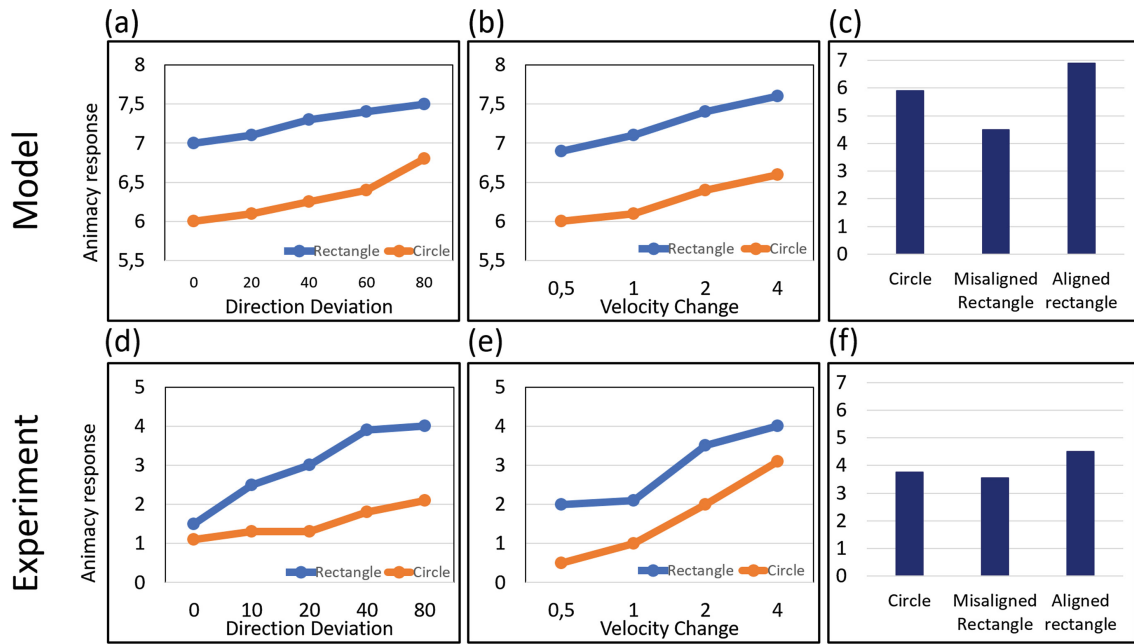 (a)
(b)
(c)
Model
Animacy response
8
7,5
7
6,5
6
5,5
0 20 40 60 80
Direction Deviation
Rectangle Circle
8
7,5
7
6,5
6
5,5
0,5 1 2 4
Velocity Change
Rectangle Circle
7
6
5
4
3
2
1
0
Circle Misaligned Aligned
Rectangle rectangle
(d)
(e)
(f)
Experiment
Animacy response
5
4
3
2
1
0
0 10 20 40 80
Direction Deviation
Rectangle Circle
5
4
3
2
1
0
0,5 1 2 4
Velocity Change
Rectangle Circle
7
6
5
4
3
2
1
0
Circle Misaligned Aligned
Rectangle rectangle